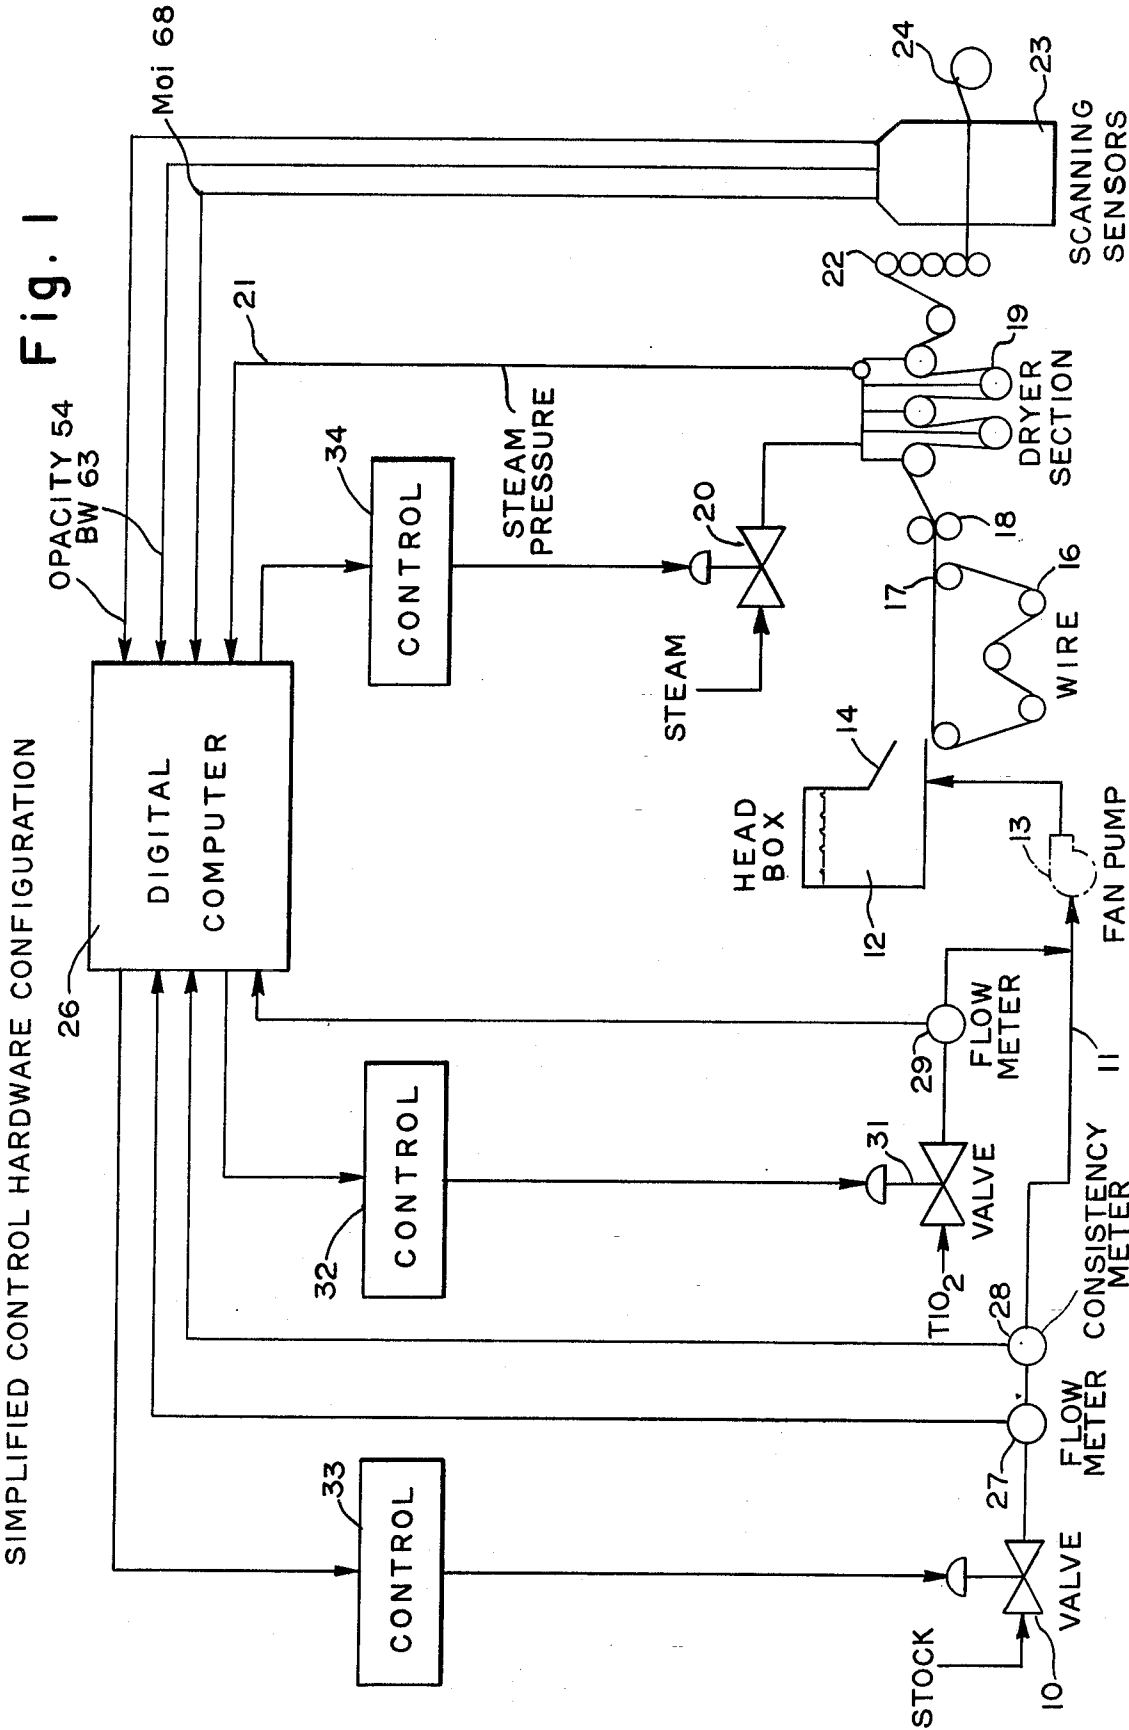 SIMPLIFIED CONTROL HARDWARE CONFIGURATION
Fig. 1
OPACITY 54
BW 63
Moi 68
26
DIGITAL
COMPUTER
21
33
CONTROL
32
CONTROL
34
CONTROL
STEAM
PRESSURE
STEAM
20
HEAD
BOX
14
12
22
24
23
SCANNING
SENSORS
19
DRYER
SECTION
18
17
16
WIRE
13
FAN PUMP
29
FLOW
METER
31
VALVE
TIO2
11
28
CONSISTENCY
METER
27
FLOW
METER
STOCK
10
VALVE